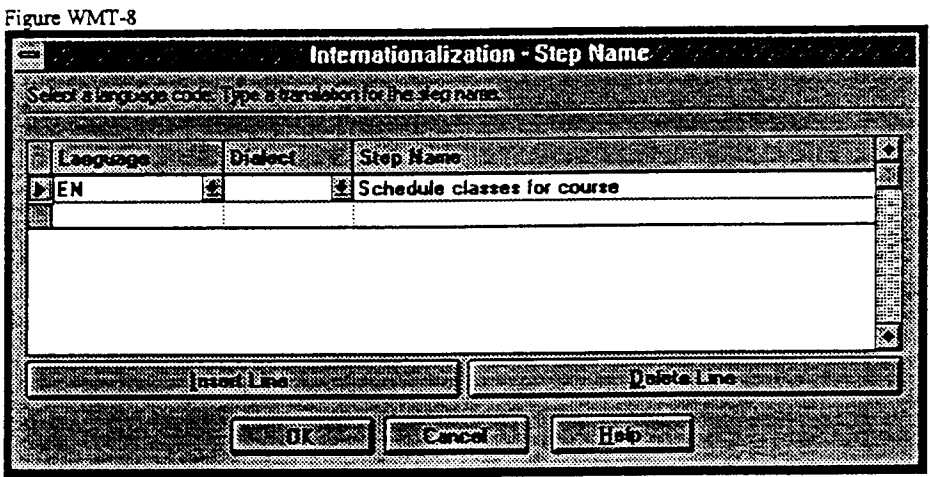 Figure WMT-8
Internationalization - Step Name
Select a language code. Type a translation for the step name.
Language Dialect Step Name
EN Schedule classes for course
Insert Line Delete Line
OK Cancel Help